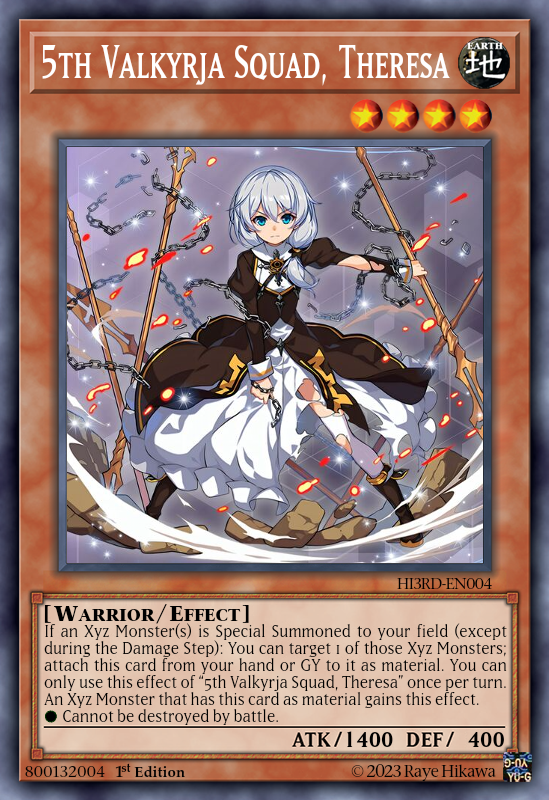 5th Valkyrja Squad, Theresa
EARTH
地
HI3RD-EN004
[Warrior/Effect]
If an Xyz Monster(s) is Special Summoned to your field (except
during the Damage Step): You can target 1 of those Xyz Monsters;
attach this card from your hand or GY to it as material. You can
only use this effect of “5th Valkyrja Squad, Theresa” once per turn.
An Xyz Monster that has this card as material gains this effect.
● Cannot be destroyed by battle.
ATK/1400 DEF/ 400
800132004 1st Edition ©2023 Raye Hikawa
YU-G
YU-G